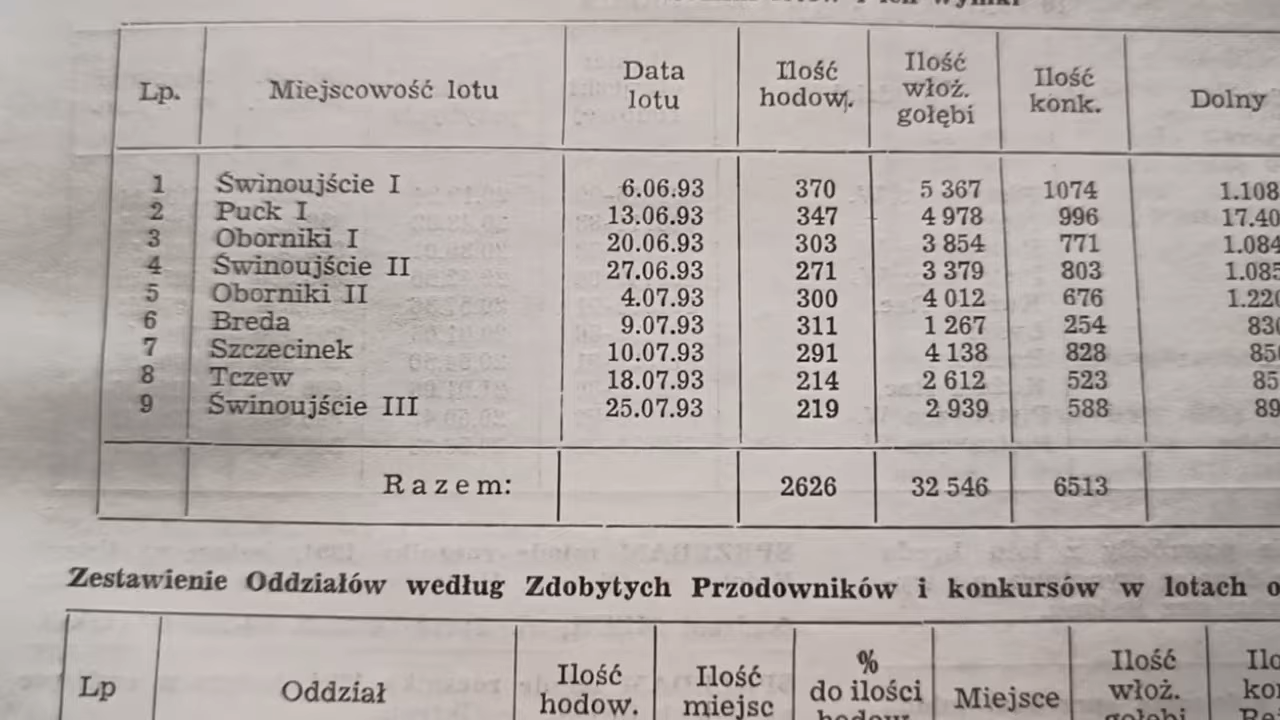 Lp. Miejscowość lotu Data lotu Ilość hodow. Ilość włoż. gołębi Ilość konk. Dolny
1 Świnoujście I 6.06.93 370 5 367 1074 1.108
2 Puck I 13.06.93 347 4 978 996 17.40
3 Oborniki I 20.06.93 303 3 854 771 1.084
4 Świnoujście II 27.06.93 271 3 379 803 1.085
5 Oborniki II 4.07.93 300 4 012 676 1.220
6 Breda 9.07.93 311 1 267 254 830
7 Szczecinek 10.07.93 291 4 138 828 850
8 Tczew 18.07.93 214 2 612 523 85
9 Świnoujście III 25.07.93 219 2 939 588 89
Razem: 2626 32 546 6513
Zestawienie Oddziałów według Zdobytych Przodowników i konkursów w lotach o
Lp Oddział Ilość hodow. Ilość miejsc % do ilości hodow. Miejsce Ilość włoż. gołębi